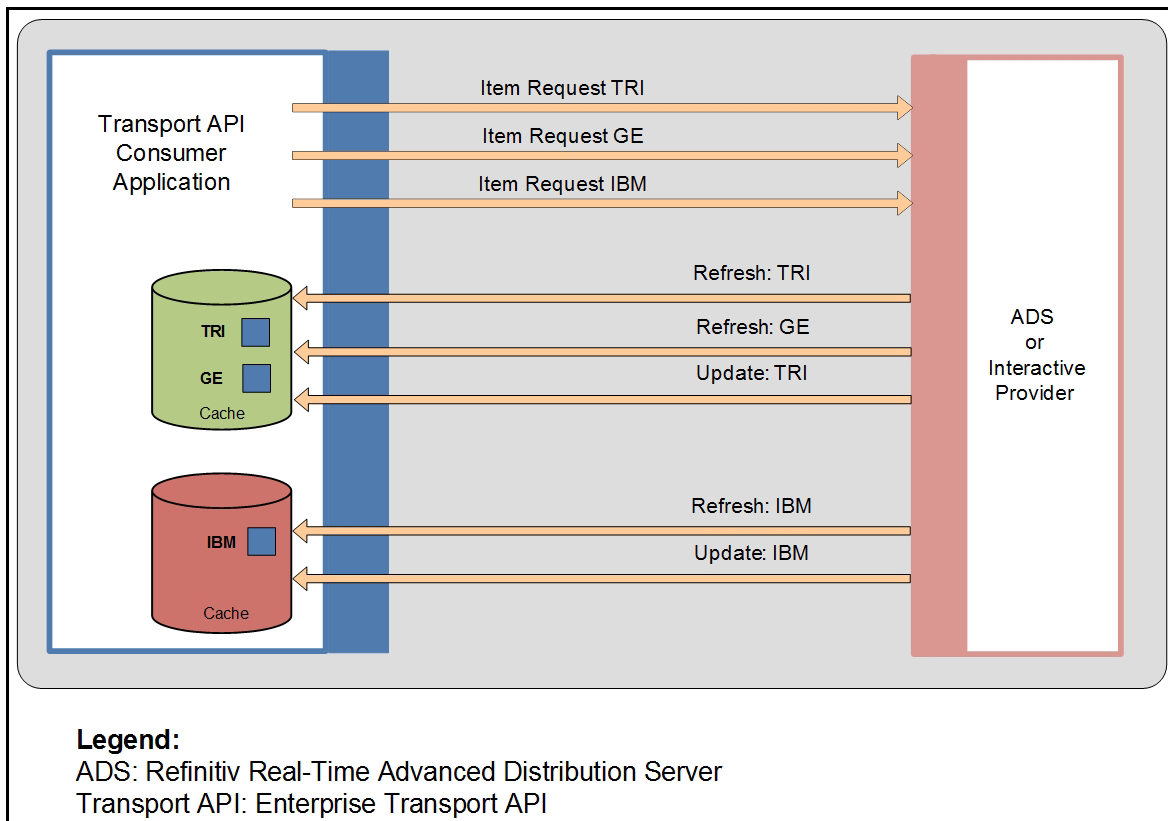 Transport API
Consumer
Application
Item Request TRI
Item Request GE
Item Request IBM
Refresh: TRI
Refresh: GE
Update: TRI
TRI
GE
Cache
ADS
or
Interactive
Provider
Refresh: IBM
Update: IBM
IBM
Cache
Legend:
ADS: Refinitiv Real-Time Advanced Distribution Server
Transport API: Enterprise Transport API